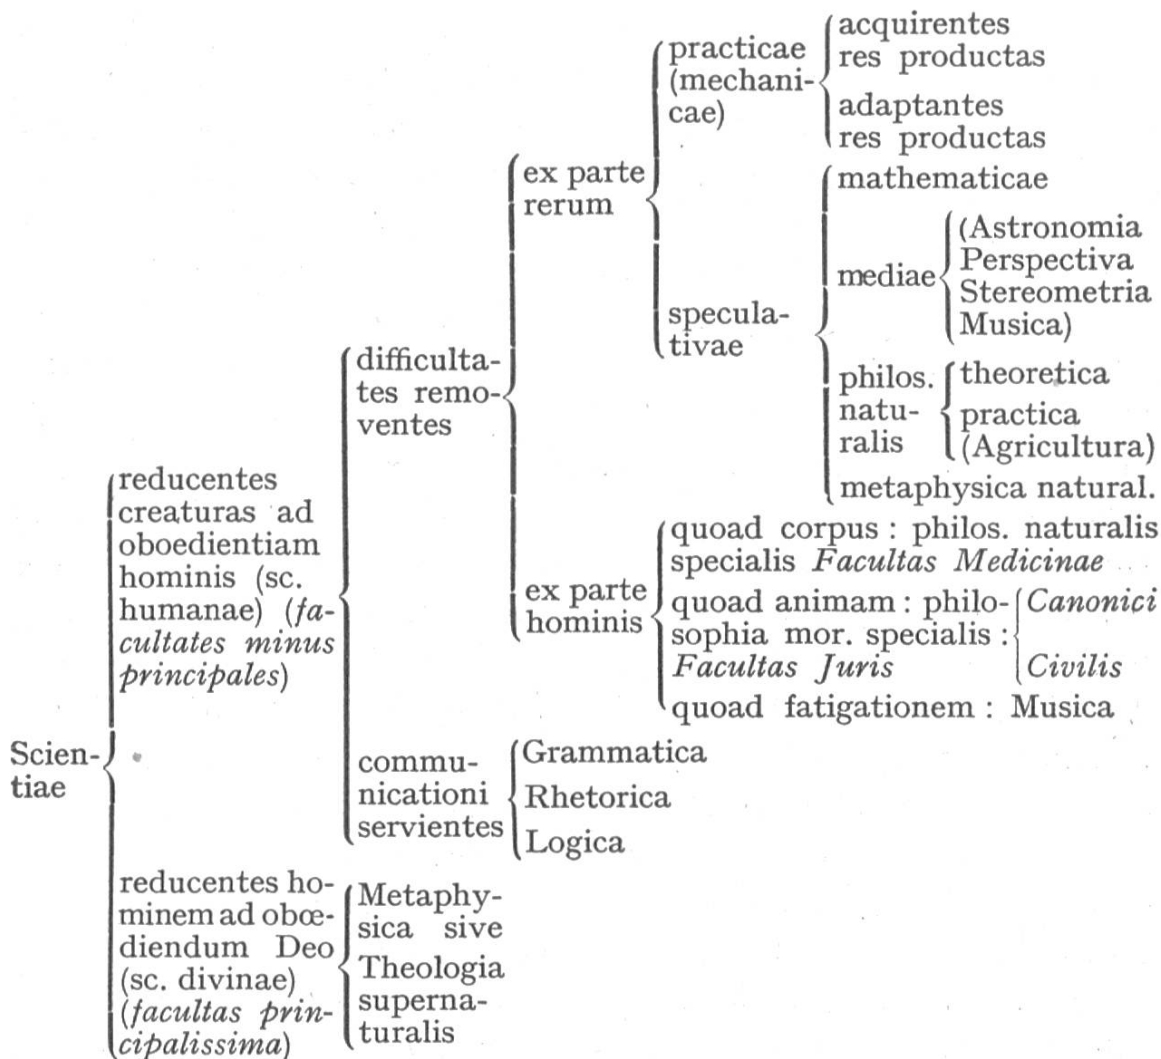 Scien-
tiae
reducentes
creaturas ad
oboedientiam
hominis (sc.
humanae) (fa-
cultates minus
principales)
difficulta-
tes remo-
ventes
ex parte
rerum
practicae
(mechani-
cae)
acquirentes
res productas
adaptantes
res productas
specula-
tivae
mathematicae
mediae
(Astronomia
Perspectiva
Stereometria
Musica)
philos.
natu-
ralis
theoretica
practica
(Agricultura)
metaphysica natural.
ex parte
hominis
quoad corpus : philos. naturalis
specialis Facultas Medicinae
quoad animam : philo-
sophia mor. specialis :
Facultas Juris
Canonici
Civilis
quoad fatigationem : Musica
commu-
nicationi
servientes
Grammatica
Rhetorica
Logica
reducentes ho-
minem ad obœ-
diendum Deo
(sc. divinae)
(facultas prin-
cipalissima)
Metaphy-
sica sive
Theologia
superna-
turalis